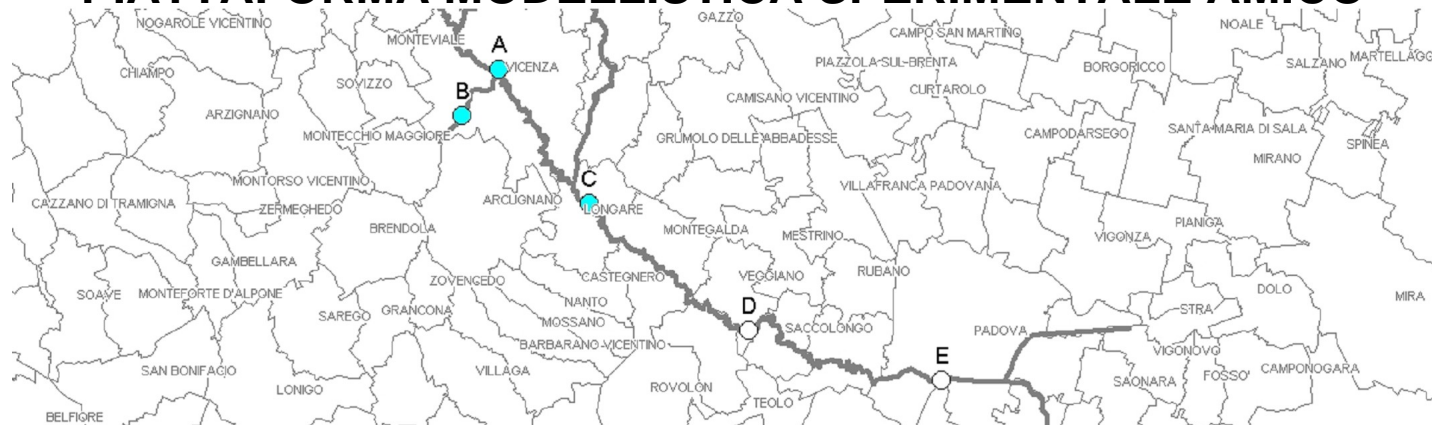 PIATTAFORMA MODELLISTICA SPERIMENTALE AMICO
NOGAROLE VICENTINO
GAZZO
NOALE
MONTEVIALE
A
CAMPO SAN MARTINO
MARTELLAGO
CHIAMPO
SOVIZZO
VICENZA
PIAZZOLA SUL BRENTA
BORGORICCO
SALZANO
B
CAMISANO VICENTINO
CURTAROLO
ARZIGNANO
MONTECCHIO MAGGIORE
GRUMOLO DELLE ABBADESSE
CAMPODARSEGO
SANTA MARIA DI SALA
SPINEA
MIRANO
MONTORSO VICENTINO
C
VILLAFRANCA PADOVANA
CAZZANO DI TRAMIGNA
ZERMEGHEDO
ARCUGNANO
LONGARE
BRENDOLA
MONTEGALDA
MESTRINO
VIGONZA
PIANIGA
GAMBELLARA
ZOVENCEDO
CASTEGNERO
VEGGIANO
RUBANO
SOAVE
MONTEFORTE D'ALPONE
NANTO
DOLO
MIRA
SAREGO
GRANCONA
MOSSANO
D
SACCOLONGO
PADOVA
STRA
BARBARANO VICENTINO
E
VIGONOVO
SAN BONIFACIO
VILLAGA
ROVOLON
SAONARA
FOSSO'
CAMPONOGARA
LONIGO
TEOLO
BELFIORE